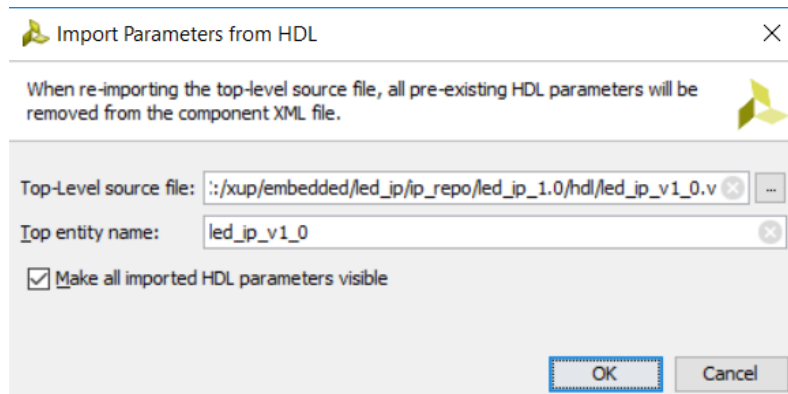 Import Parameters from HDL
When re-importing the top-level source file, all pre-existing HDL parameters will be
removed from the component XML file.
Top-Level source file: :/xup/embedded/led_ip/ip_repo/led_ip_1.0/hdl/led_ip_v1_0.v ...
Top entity name: led_ip_v1_0
Make all imported HDL parameters visible
OK Cancel